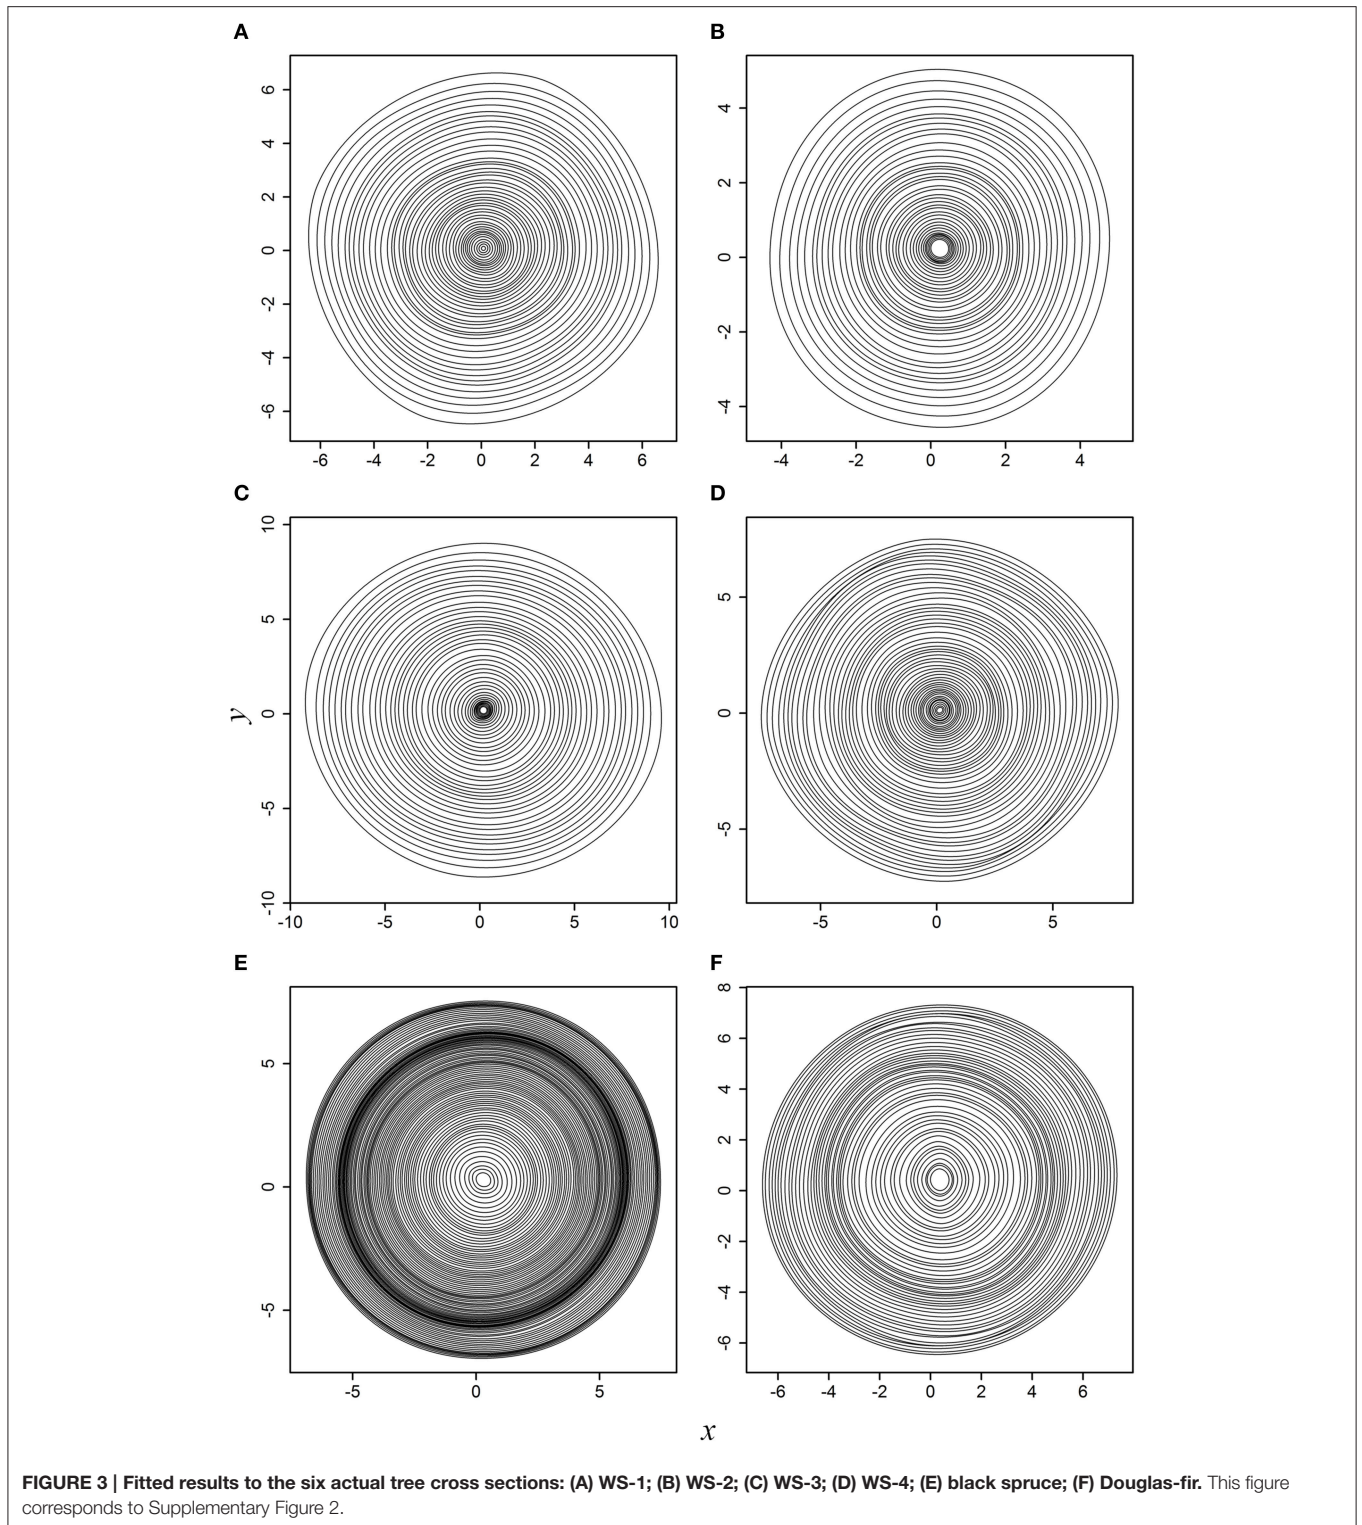 A
B
6
4
2
0
-2
-4
-6
-6 -4 -2 0 2 4 6
4
2
0
-2
-4
-4 -2 0 2 4
C
D
10
5
0
-5
-10
-10 -5 0 5 10
5
0
-5
-5 0 5
y
E
F
5
0
-5
-5 0 5
8
6
4
2
0
-2
-4
-6
-6 -4 -2 0 2 4 6
x
FIGURE 3 | Fitted results to the six actual tree cross sections: (A) WS-1; (B) WS-2; (C) WS-3; (D) WS-4; (E) black spruce; (F) Douglas-fir. This figure
corresponds to Supplementary Figure 2.